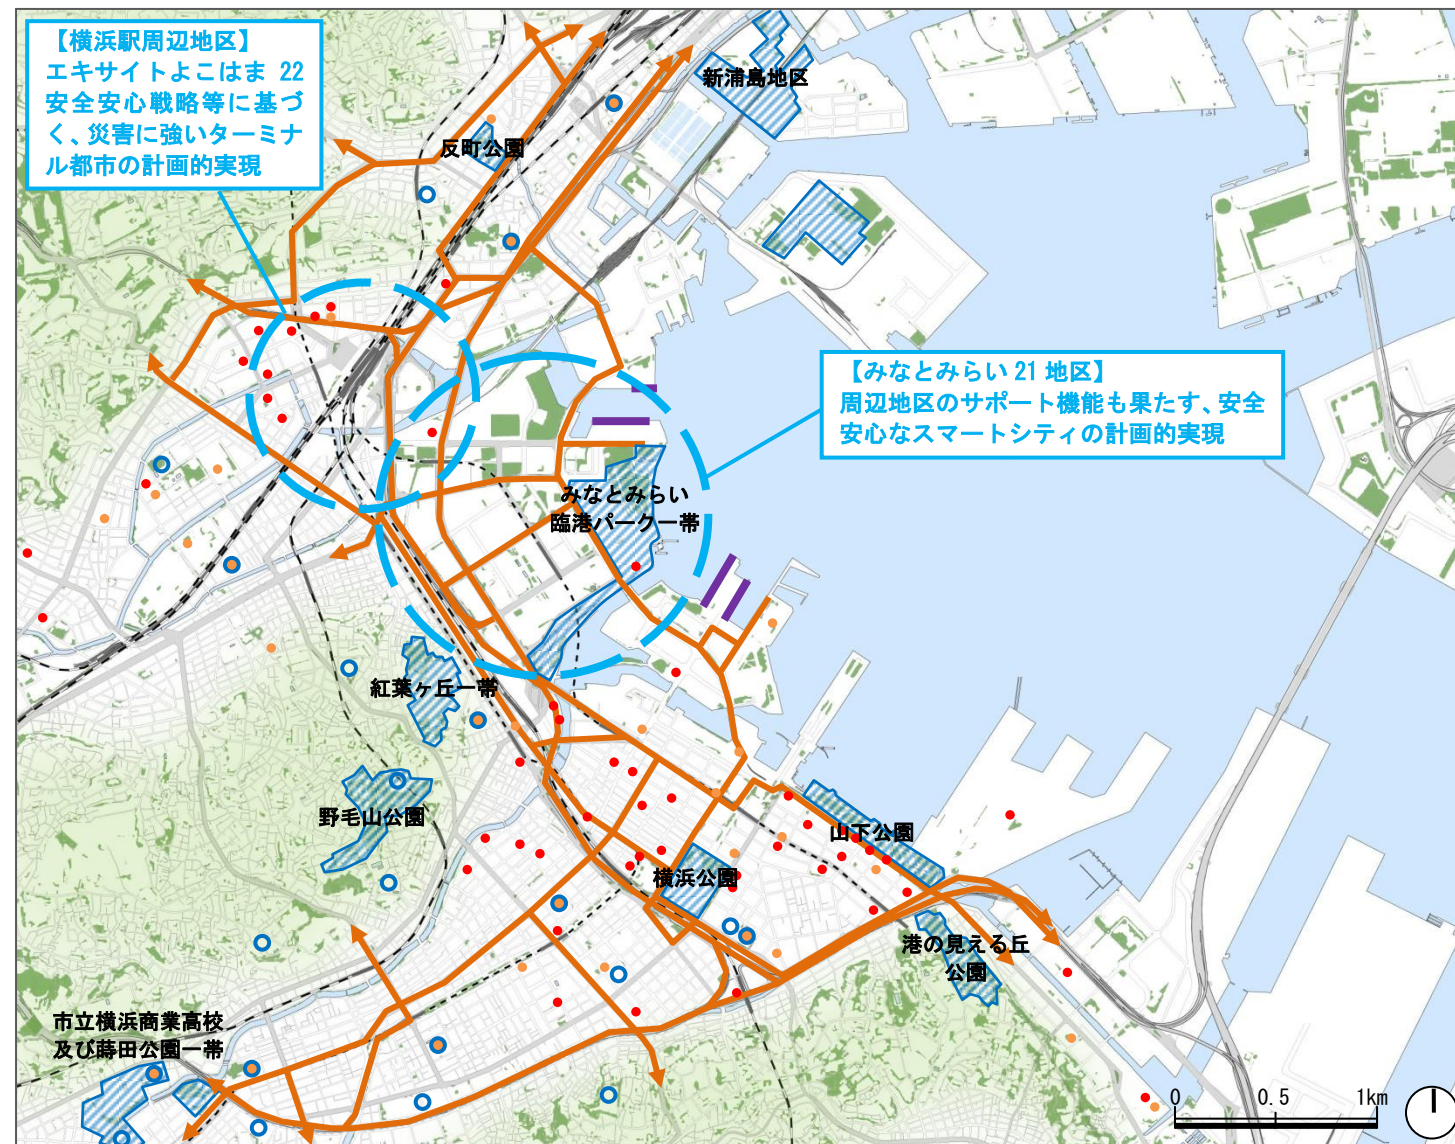 【横浜駅周辺地区】
エキサイトよこはま 22
安全安心戦略等に基づ
く、災害に強いターミナ
ル都市の計画的実現
新浦島地区
反町公園
【みなとみらい 21 地区】
周辺地区のサポート機能も果たす、安全
安心なスマートシティの計画的実現
みなとみらい
臨港パーク一帯
紅葉ヶ丘一帯
野毛山公園
山下公園
横浜公園
港の見える丘
公園
市立横浜商業高校
及び蒔田公園一帯
0 0.5 1km